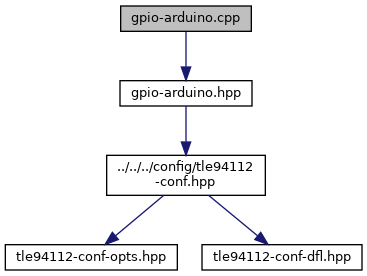 gpio-arduino.cpp
gpio-arduino.hpp
../../../config/tle94112
-conf.hpp
tle94112-conf-opts.hpp
tle94112-conf-dfl.hpp